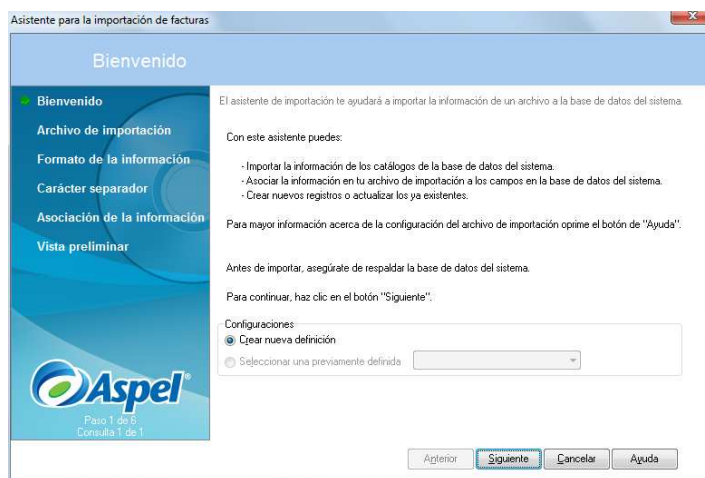 Asistente para la importación de facturas
Bienvenido
Bienvenido
Archivo de importación
Formato de la información
Carácter separador
Asociación de la información
Vista preliminar
Aspel®
Paso 1 de 6
Consulta 1 de 1
El asistente de importación te ayudará a importar la información de un archivo a la base de datos del sistema.
Con este asistente puedes:
- Importar la información de los catálogos de la base de datos del sistema.
- Asociar la información en tu archivo de importación a los campos en la base de datos del sistema.
- Crear nuevos registros o actualizar los ya existentes.
Para mayor información acerca de la configuración del archivo de importación oprime el botón de "Ayuda".
Antes de importar, asegúrate de respaldar la base de datos del sistema.
Para continuar, haz clic en el botón "Siguiente".
Configuraciones
Crear nueva definición
Seleccionar una previamente definida
Anterior Siguiente Cancelar Ayuda